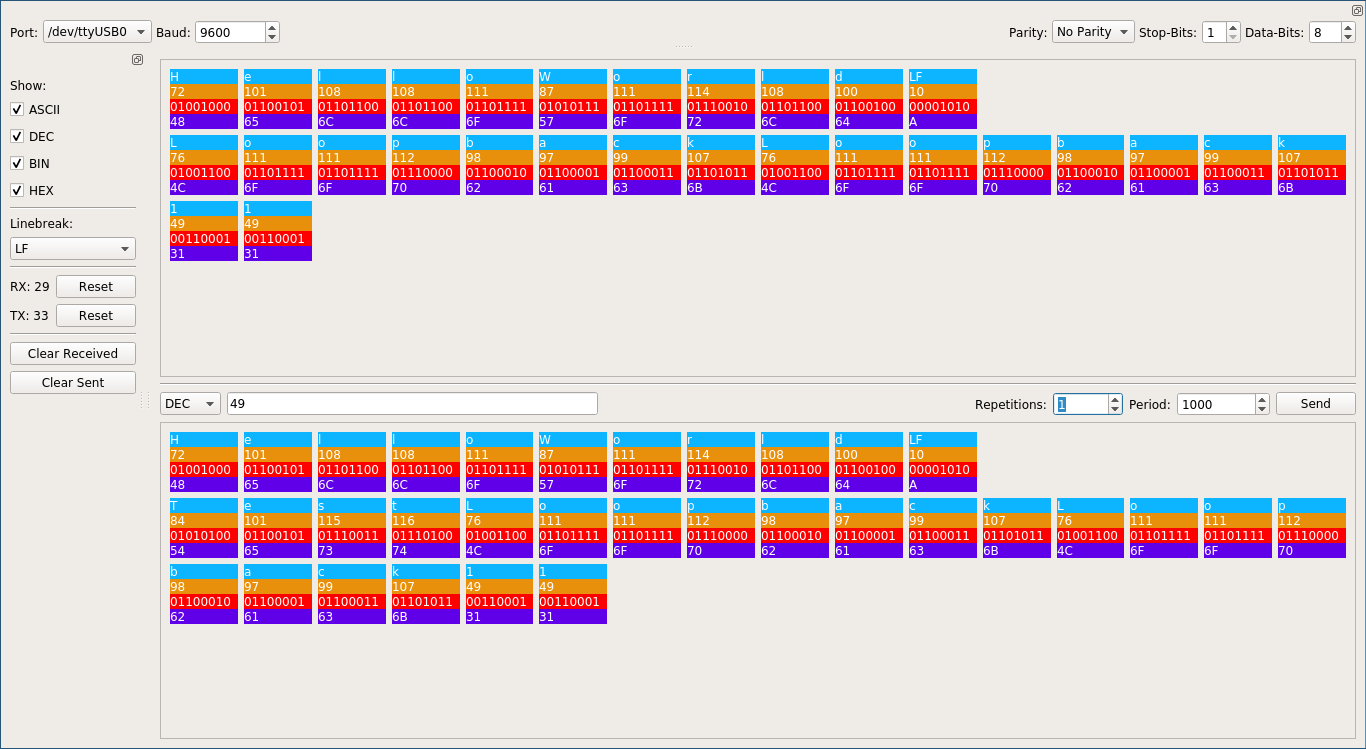 Port: /dev/ttyUSB0 Baud: 9600 Parity: No Parity Stop-Bits: 1 Data-Bits: 8
Show:
ASCII
DEC
BIN
HEX
Linebreak:
LF
RX: 29 Reset
TX: 33 Reset
Clear Received
Clear Sent
H e l l o W o r l d LF
72 101 108 108 111 87 111 114 108 100 10
01001000 01100101 01101100 01101100 01101111 01010111 01101111 01110010 01101100 01100100 00001010
48 65 6C 6C 6F 57 6F 72 6C 64 A
L o o p b a c k L o o p b a c k
76 111 111 112 98 97 99 107 76 111 111 112 98 97 99 107
01001100 01101111 01101111 01110000 01100010 01100001 01100011 01101011 01001100 01101111 01101111 01110000 01100010 01100001 01100011 01101011
4C 6F 6F 70 62 61 63 6B 4C 6F 6F 70 62 61 63 6B
1 1
49 49
00110001 00110001
31 31
DEC 49 Repetitions: 1 Period: 1000 Send
H e l l o W o r l d LF
72 101 108 108 111 87 111 114 108 100 10
01001000 01100101 01101100 01101100 01101111 01010111 01101111 01110010 01101100 01100100 00001010
48 65 6C 6C 6F 57 6F 72 6C 64 A
T e s t L o o p b a c k L o o p
84 101 115 116 76 111 111 112 98 97 99 107 76 111 111 112
01010100 01100101 01110011 01110100 01001100 01101111 01101111 01110000 01100010 01100001 01100011 01101011 01001100 01101111 01101111 01110000
54 65 73 74 4C 6F 6F 70 62 61 63 6B 4C 6F 6F 70
b a c k 1 1
98 97 99 107 49 49
01100010 01100001 01100011 01101011 00110001 00110001
62 61 63 6B 31 31